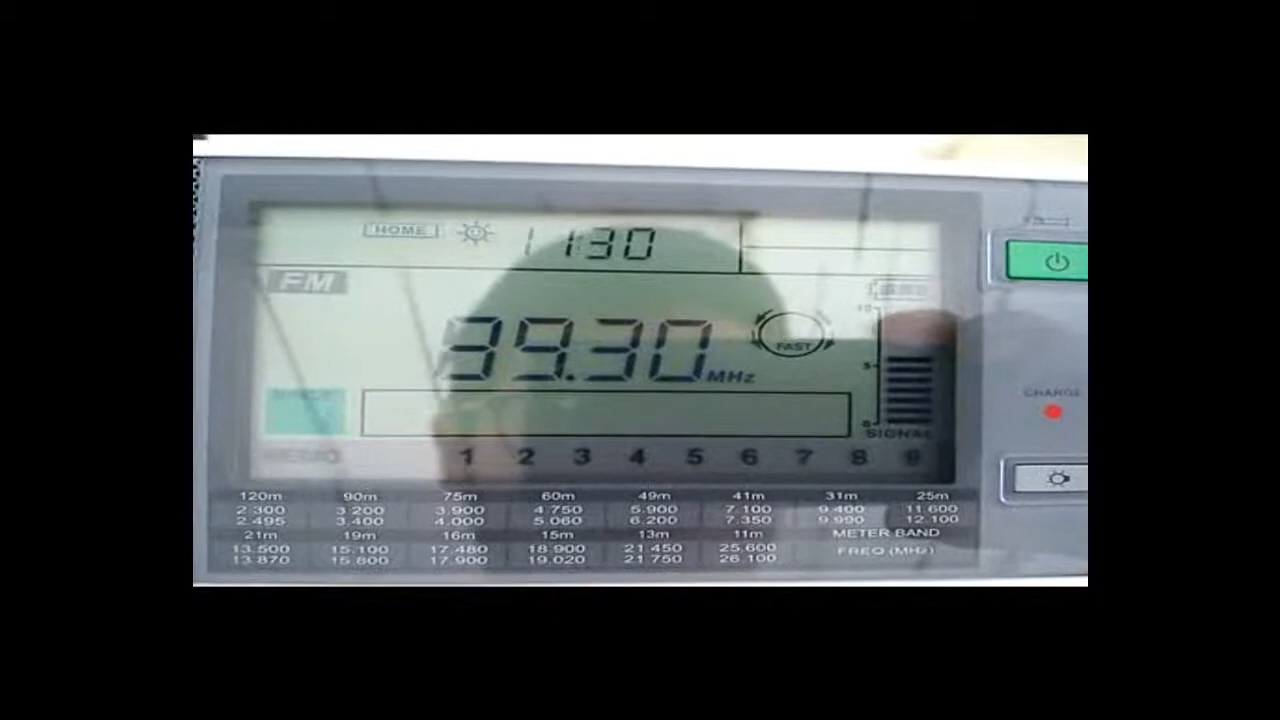 HOME 11:30
FM
89.30 MHz
FAST
10
5
0
SIGNAL
MEMO 1 2 3 4 5 6 7 8 9
CHARGE
120m 90m 75m 60m 49m 41m 31m 25m
2.300 3.200 3.900 4.750 5.900 7.100 9.400 11.600
2.495 3.400 4.000 5.060 6.200 7.350 9.990 12.100
21m 19m 16m 15m 13m 11m METER BAND
13.500 15.100 17.480 18.900 21.450 25.600 FREQ (MHz)
13.870 15.800 17.900 19.020 21.750 26.100